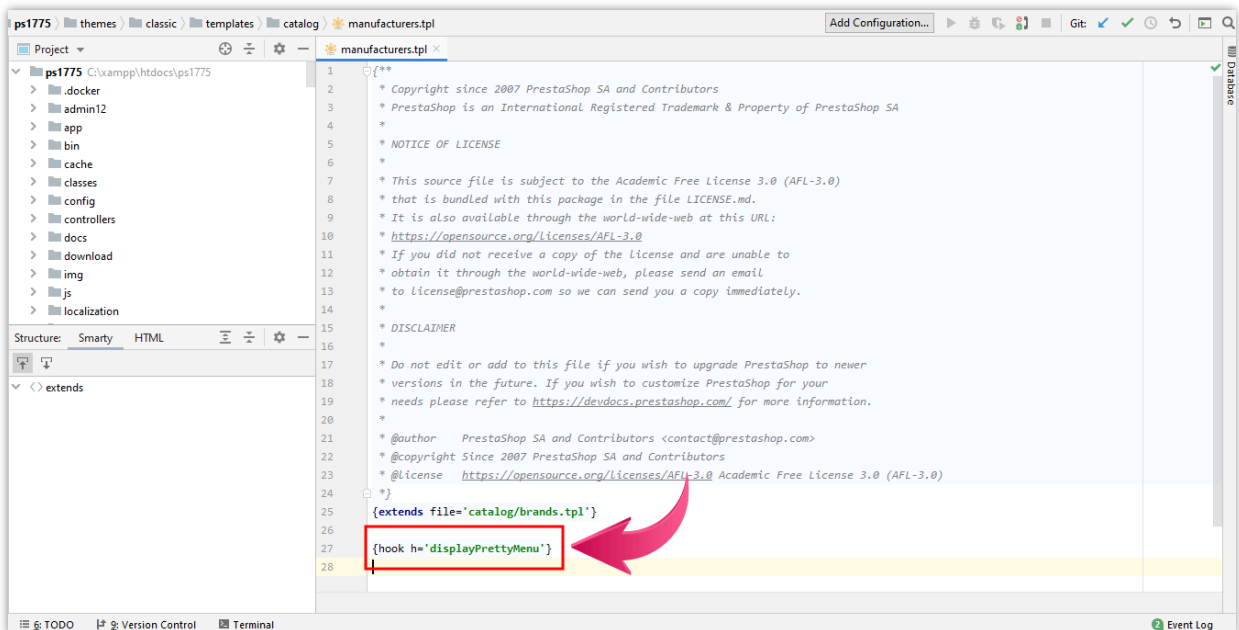 ps1775 themes classic templates catalog manufacturers.tpl Add Configuration... Git:
Project manufacturers.tpl
ps1775 C:\xampp\htdocs\ps1775
.docker
admin12
app
bin
cache
classes
config
controllers
docs
download
img
js
localization
Structure: Smarty HTML
extends
1 {**
2 * Copyright since 2007 PrestaShop SA and Contributors
3 * PrestaShop is an International Registered Trademark & Property of PrestaShop SA
4 *
5 * NOTICE OF LICENSE
6 *
7 * This source file is subject to the Academic Free License 3.0 (AFL-3.0)
8 * that is bundled with this package in the file LICENSE.md.
9 * It is also available through the world-wide-web at this URL:
10 * https://opensource.org/licenses/AFL-3.0
11 * If you did not receive a copy of the license and are unable to
12 * obtain it through the world-wide-web, please send an email
13 * to license@prestashop.com so we can send you a copy immediately.
14 *
15 * DISCLAIMER
16 *
17 * Do not edit or add to this file if you wish to upgrade PrestaShop to newer
18 * versions in the future. If you wish to customize PrestaShop for your
19 * needs please refer to https://devdocs.prestashop.com/ for more information.
20 *
21 * @author    PrestaShop SA and Contributors <contact@prestashop.com>
22 * @copyright Since 2007 PrestaShop SA and Contributors
23 * @license   https://opensource.org/licenses/AFL-3.0 Academic Free License 3.0 (AFL-3.0)
24 *}
25 {extends file='catalog/brands.tpl'}
26
27 {hook h='displayPrettyMenu'}
28
Database
6: TODO 9: Version Control Terminal 2 Event Log